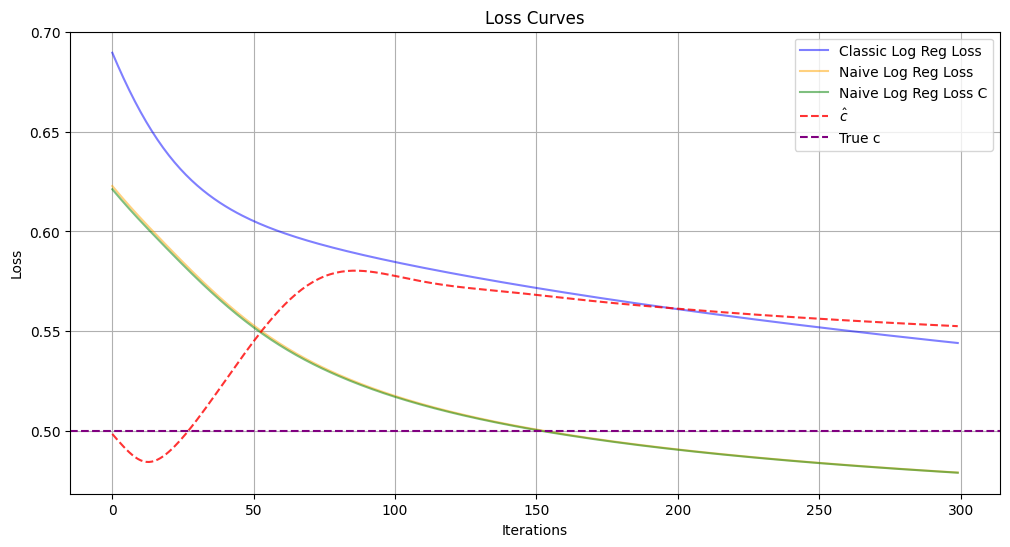 Loss Curves
Classic Log Reg Loss
Naive Log Reg Loss
Naive Log Reg Loss C
ĉ
True c
Loss
0.70
0.65
0.60
0.55
0.50
0 50 100 150 200 250 300
Iterations